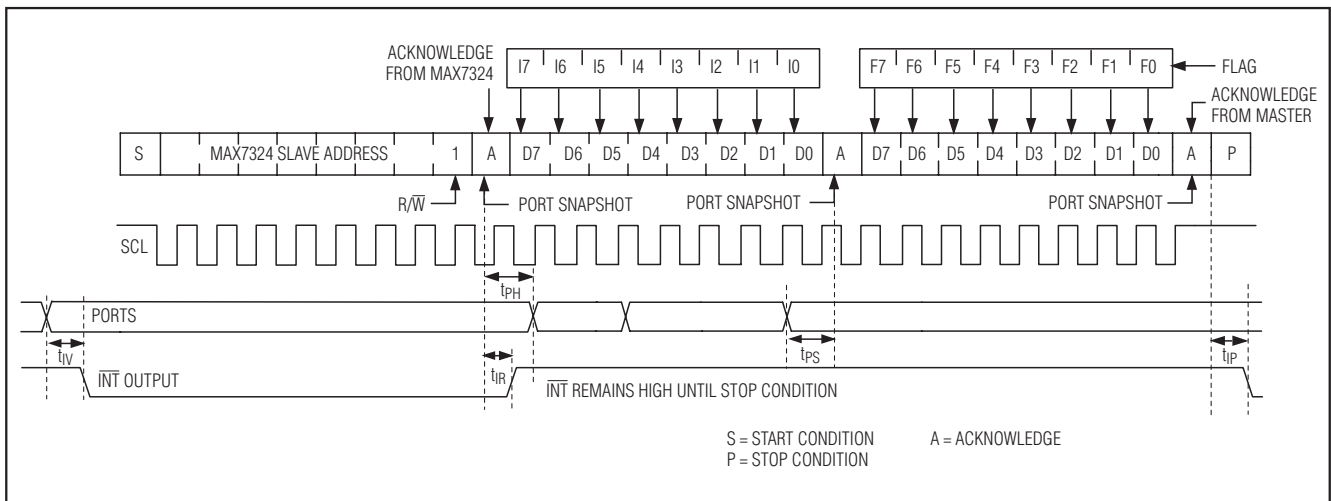 ACKNOWLEDGE
FROM MAX7324
I7 I6 I5 I4 I3 I2 I1 I0
F7 F6 F5 F4 F3 F2 F1 F0
FLAG
ACKNOWLEDGE
FROM MASTER
S MAX7324 SLAVE ADDRESS 1 A D7 D6 D5 D4 D3 D2 D1 D0 A D7 D6 D5 D4 D3 D2 D1 D0 A P
R/W̅ PORT SNAPSHOT PORT SNAPSHOT PORT SNAPSHOT
SCL
tPH
PORTS
tIV tIR tPS tIP
I̅N̅T̅ OUTPUT
I̅N̅T̅ REMAINS HIGH UNTIL STOP CONDITION
S = START CONDITION A = ACKNOWLEDGE
P = STOP CONDITION